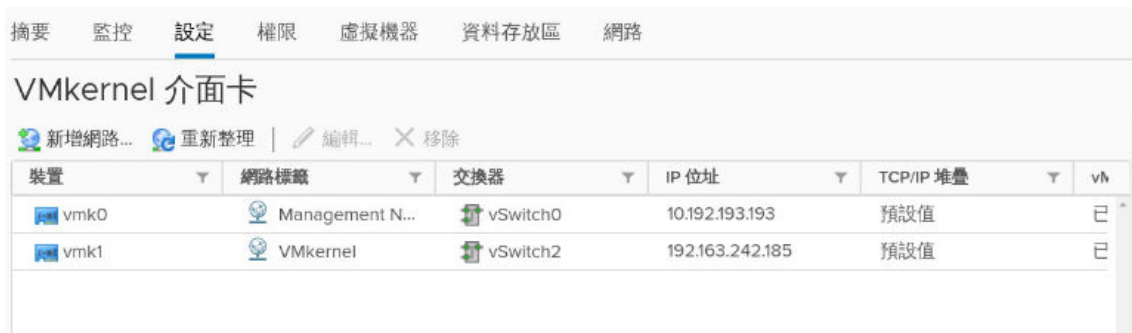 摘要 監控 設定 權限 虛擬機器 資料存放區 網路
VMkernel 介面卡
新增網路... 重新整理 | 編輯... 移除
裝置 網路標籤 交換器 IP 位址 TCP/IP 堆疊
vmk0 Management N... vSwitch0 10.192.193.193 預設值 已
vmk1 VMkernel vSwitch2 192.163.242.185 預設值 已